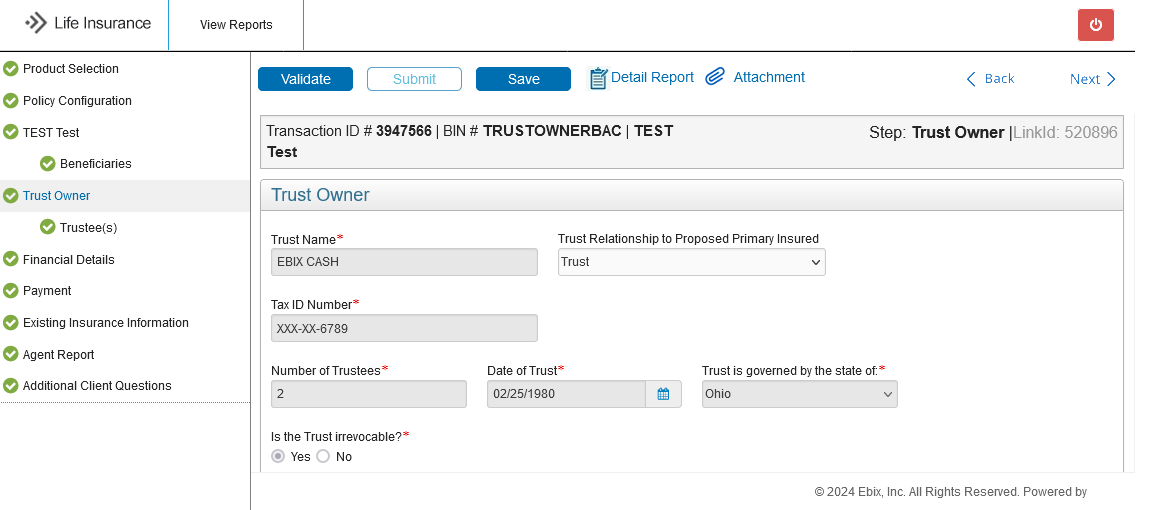 Life Insurance
View Reports
Product Selection
Policy Configuration
TEST Test
Beneficiaries
Trust Owner
Trustee(s)
Financial Details
Payment
Existing Insurance Information
Agent Report
Additional Client Questions
Validate
Submit
Save
Detail Report
Attachment
Back
Next
Transaction ID # 3947566 | BIN # TRUSTOWNERBAC | TEST
Test
Step: Trust Owner |LinkId: 520896
Trust Owner
Trust Name*
Trust Relationship to Proposed Primary Insured
EBIX CASH
Trust
Tax ID Number*
XXX-XX-6789
Number of Trustees*
Date of Trust*
Trust is governed by the state of:*
2
02/25/1980
Ohio
Is the Trust irrevocable?*
Yes
No
© 2024 Ebix, Inc. All Rights Reserved. Powered by